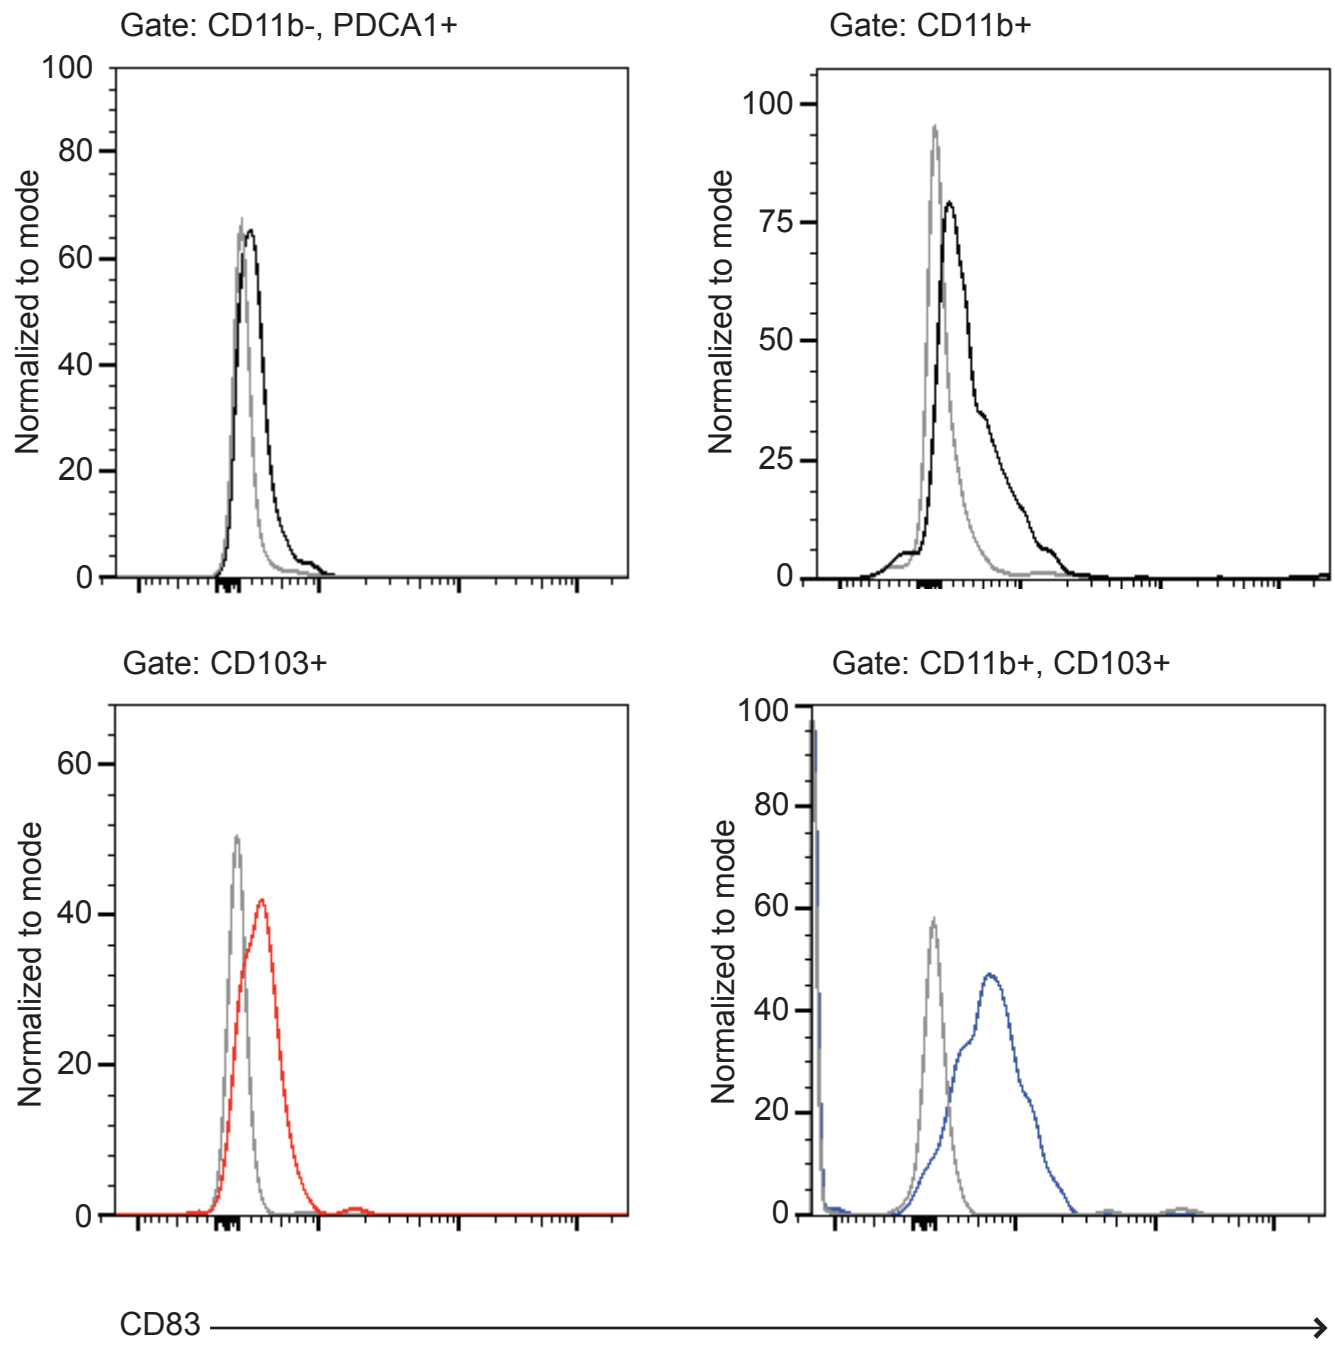 Gate: CD11b-, PDCA1+
100
80
60
40
20
0
Normalized to mode
Gate: CD11b+
100
75
50
25
0
Normalized to mode
Gate: CD103+
60
40
20
0
Normalized to mode
Gate: CD11b+, CD103+
100
80
60
40
20
0
Normalized to mode
CD83